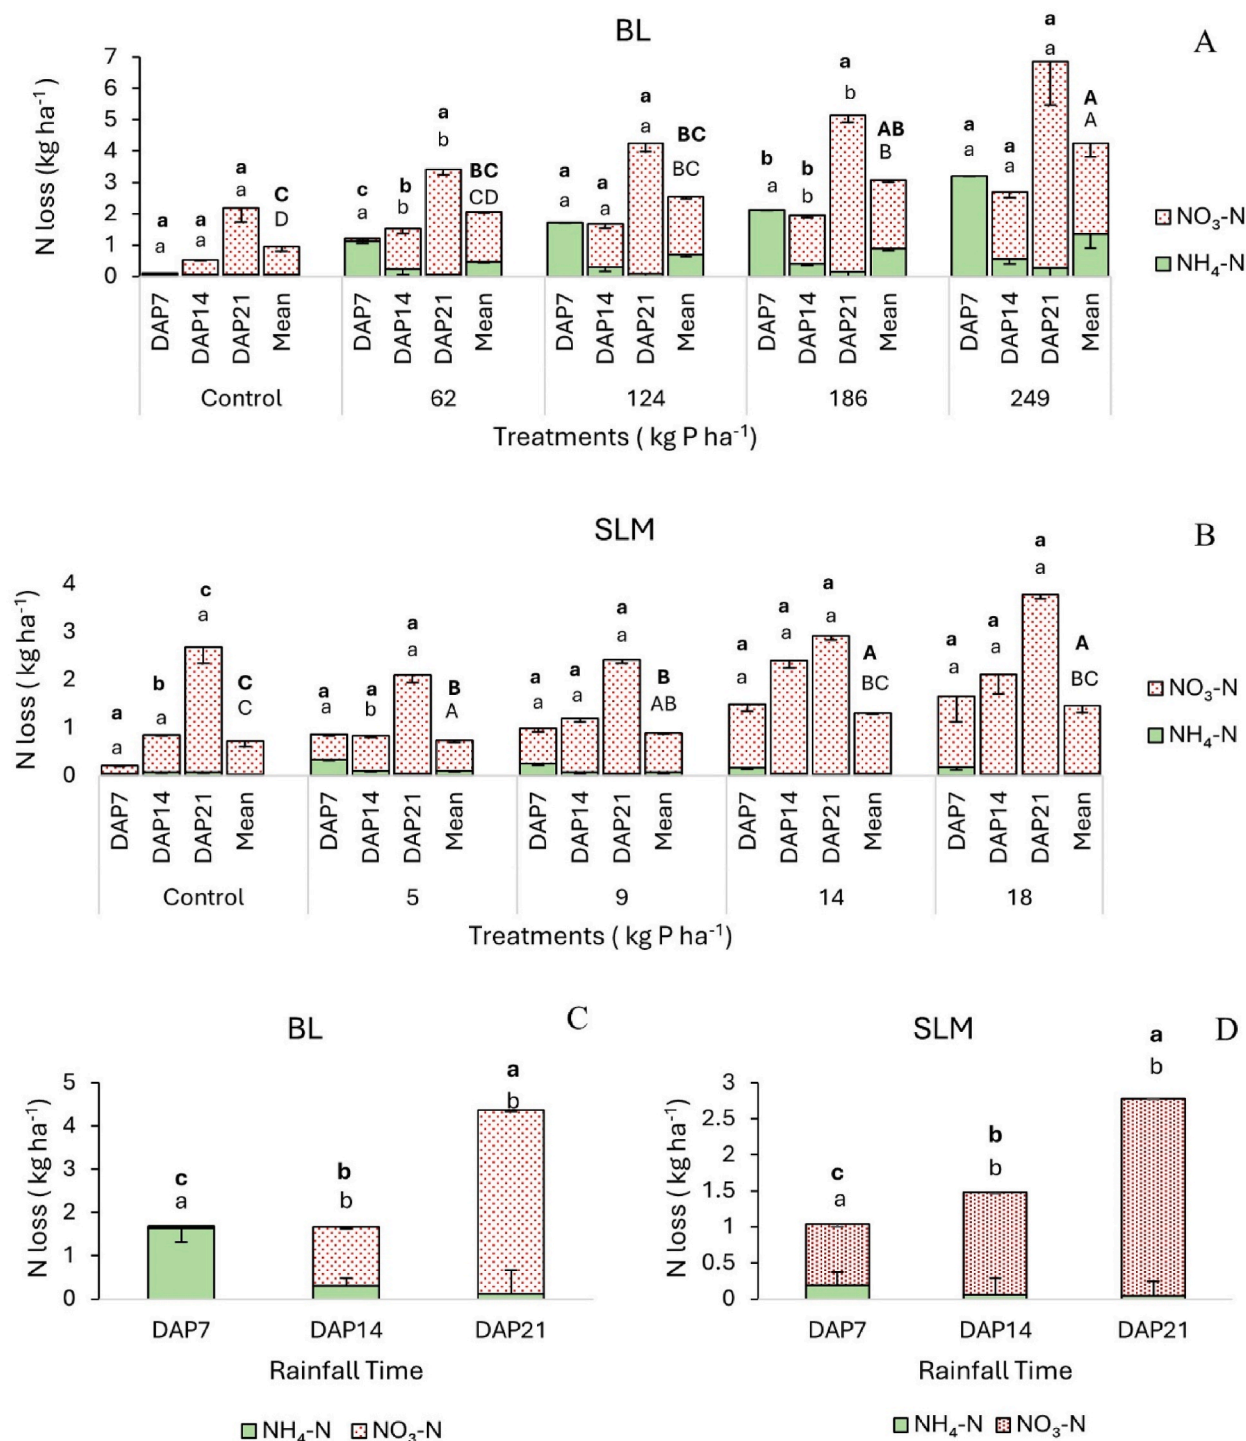 BL
A
N loss (kg ha⁻¹)
7
6
5
4
3
2
1
0
a a a C
a a a D
c b a BC
a b b CD
a a a BC
a a a BC
b b a AB
a b b B
a a a A
a a a A
DAP7 DAP14 DAP21 Mean DAP7 DAP14 DAP21 Mean DAP7 DAP14 DAP21 Mean DAP7 DAP14 DAP21 Mean DAP7 DAP14 DAP21 Mean
Control 62 124 186 249
Treatments ( kg P ha⁻¹)
NO₃-N
NH₄-N
SLM
B
N loss ( kg ha⁻¹)
4
3
2
1
0
a b c C
a a a C
a a a B
a b a A
a a a B
a a a AB
a a a A
a a a BC
a a a A
a a a BC
DAP7 DAP14 DAP21 Mean DAP7 DAP14 DAP21 Mean DAP7 DAP14 DAP21 Mean DAP7 DAP14 DAP21 Mean DAP7 DAP14 DAP21 Mean
Control 5 9 14 18
Treatments ( kg P ha⁻¹)
NO₃-N
NH₄-N
BL
C
N loss ( kg ha⁻¹)
5
4
3
2
1
0
c b a
a b b
DAP7 DAP14 DAP21
Rainfall Time
NH₄-N NO₃-N
SLM
D
N loss ( kg ha⁻¹)
3
2.5
2
1.5
1
0.5
0
c b a
a b b
DAP7 DAP14 DAP21
Rainfall Time
NH₄-N NO₃-N